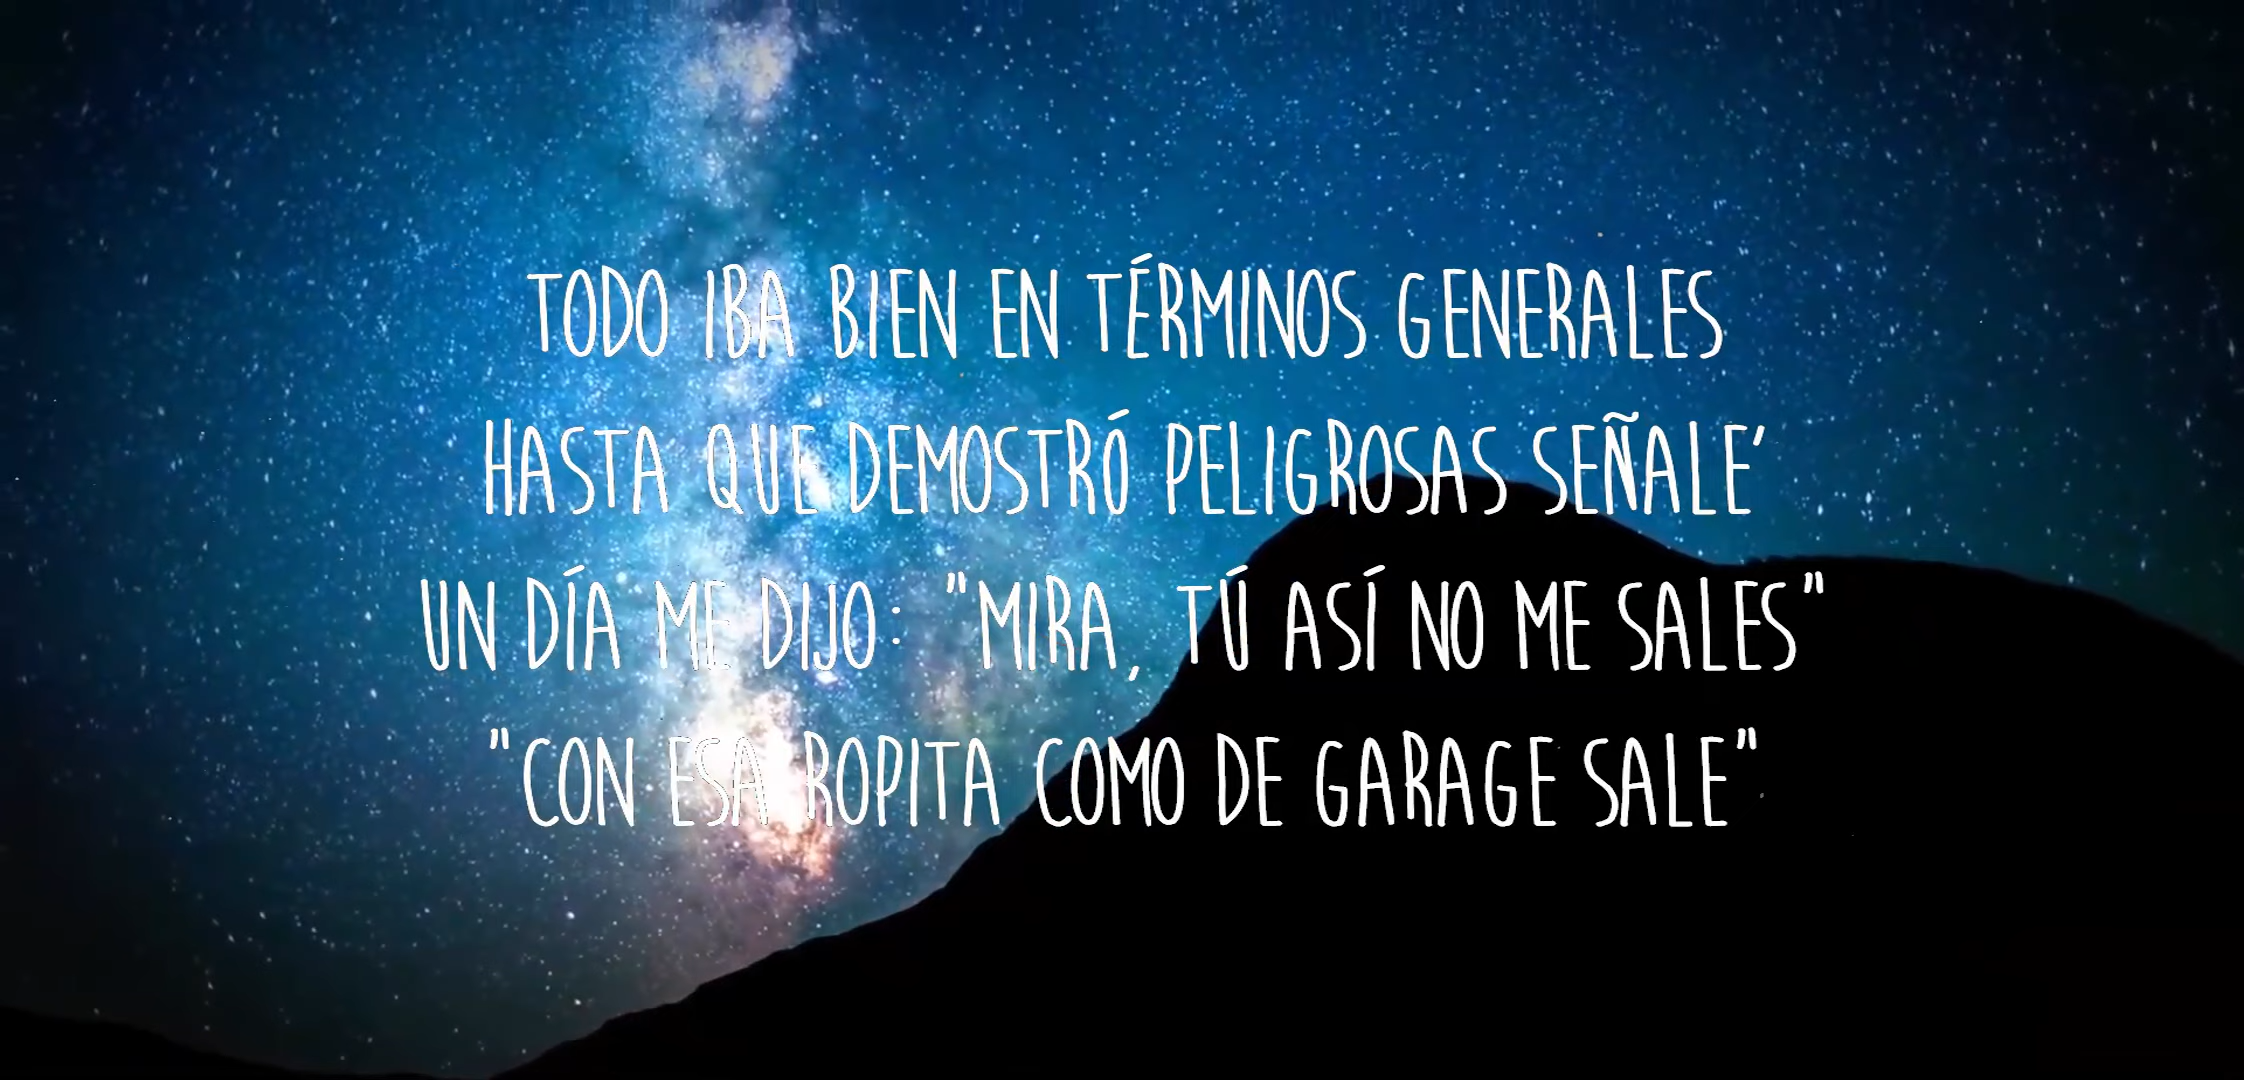 TODO IBA BIEN EN TÉRMINOS GENERALES
HASTA QUE DEMOSTRÓ PELIGROSAS SEÑALE'
UN DÍA ME DIJO: "MIRA, TÚ ASÍ NO ME SALES"
"CON ESA ROPITA COMO DE GARAGE SALE"